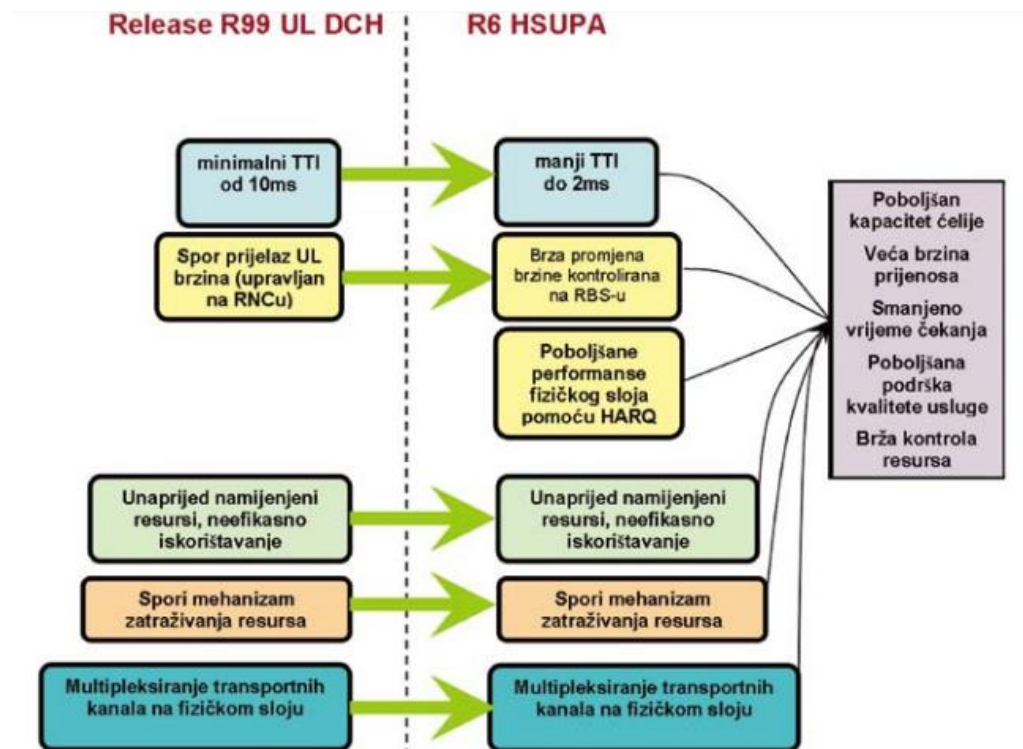 Release R99 UL DCH
R6 HSUPA
minimalni TTI
od 10ms
manji TTI
do 2ms
Spor prijelaz UL
brzina (upravljan
na RNCu)
Brza promjena
brzine kontrolirana
na RBS-u
Poboljšane
performanse
fizičkog sloja
pomoću HARQ
Unaprijed namijenjeni
resursi, neefikasno
iskorištavanje
Unaprijed namijenjeni
resursi, neefikasno
iskorištavanje
Spori mehanizam
zatraživanja resursa
Spori mehanizam
zatraživanja resursa
Multipleksiranje transportnih
kanala na fizičkom sloju
Multipleksiranje transportnih
kanala na fizičkom sloju
Poboljšan
kapacitet ćelije
Veća brzina
prijenosa
Smanjeno
vrijeme čekanja
Poboljšana
podrška
kvalitete usluge
Brža kontrola
resursa